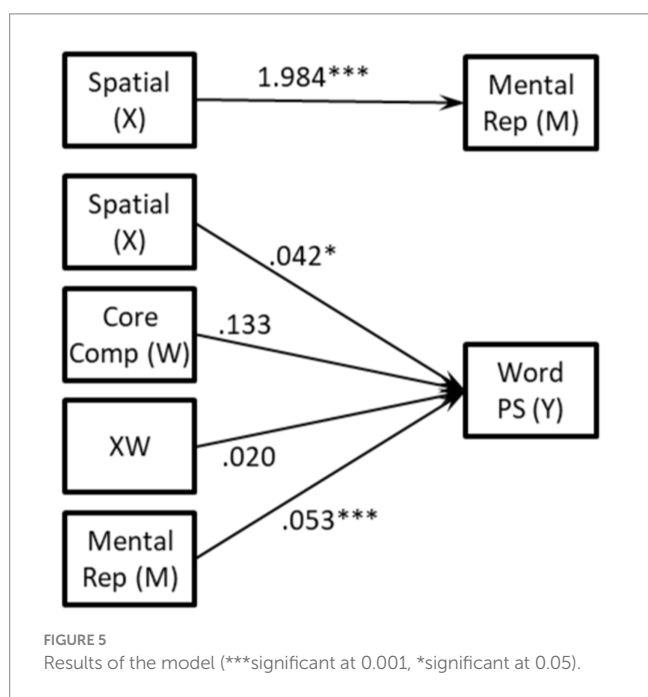 Spatial
(X)
1.984***
Mental
Rep (M)
Spatial
(X)
.042*
Core
Comp (W)
.133
Word
PS (Y)
XW
.020
Mental
Rep (M)
.053***
FIGURE 5
Results of the model (***significant at 0.001, *significant at 0.05).